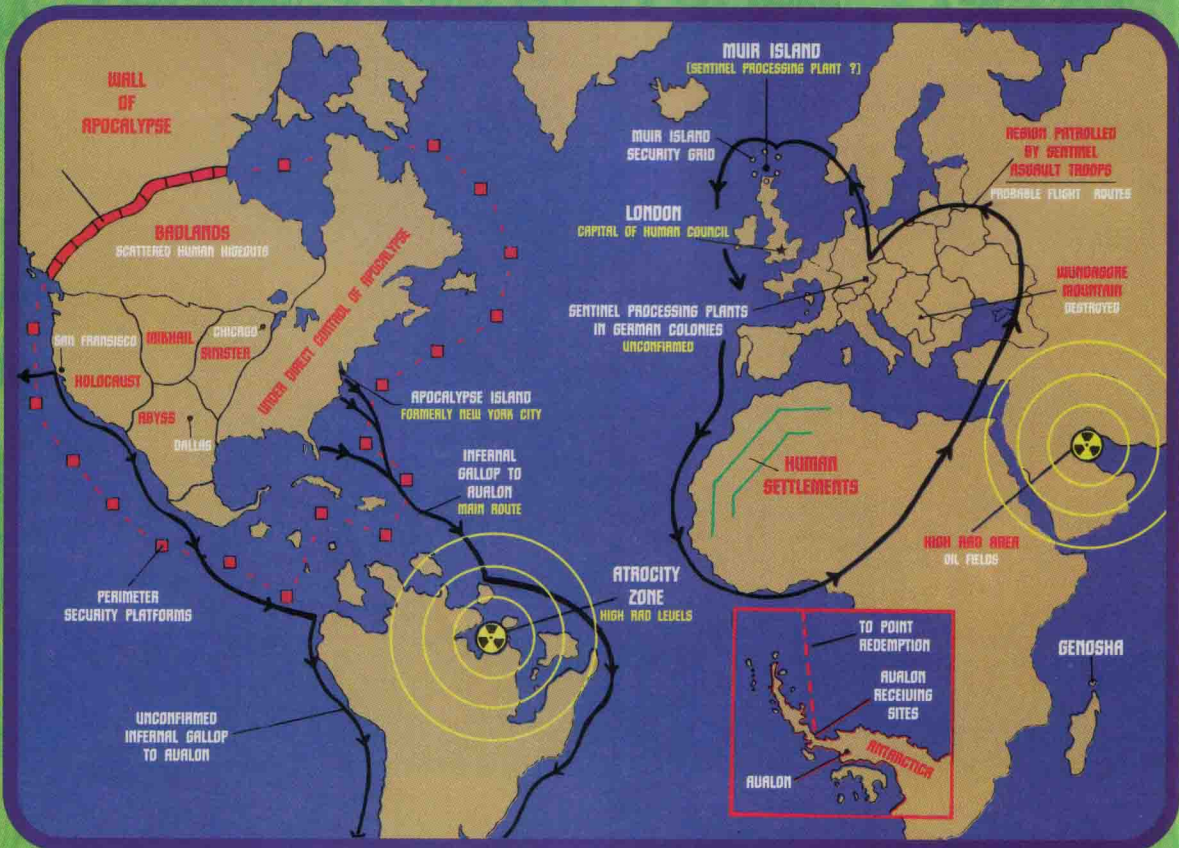 WALL
OF
APOCALYPSE
BADLANDS
SCATTERED HUMAN HIDEOUTS
UNDER DIRECT CONTROL OF APOCALYPSE
SAN FRANSISCO
MIKHAIL
CHICAGO
SINISTER
HOLOCAUST
ABYSS
DALLAS
APOCALYPSE ISLAND
FORMERLY NEW YORK CITY
INFERNAL
GALLOP TO
AVALON
MAIN ROUTE
PERIMETER
SECURITY PLATFORMS
UNCONFIRMED
INFERNAL GALLOP
TO AVALON
ATROCITY
ZONE
HIGH RAD LEVELS
MUIR ISLAND
(SENTINEL PROCESSING PLANT ?)
MUIR ISLAND
SECURITY GRID
LONDON
CAPITAL OF HUMAN COUNCIL
SENTINEL PROCESSING PLANTS
IN GERMAN COLONIES
UNCONFIRMED
REGION PATROLLED
BY SENTINEL
ASSAULT TROOPS
PROBABLE FLIGHT ROUTES
WUNDAGORE
MOUNTAIN
DESTROYED
HUMAN
SETTLEMENTS
HIGH RAD AREA
OIL FIELDS
GENOSHA
TO POINT
REDEMPTION
AVALON
RECEIVING
SITES
ANTARCTICA
AVALON